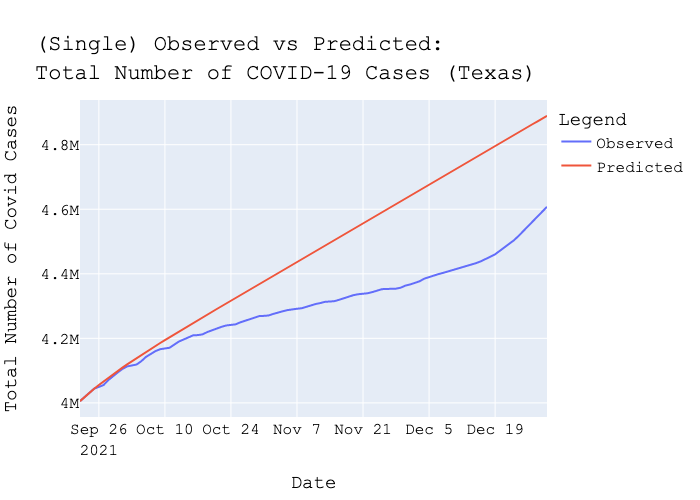 (Single) Observed vs Predicted:
Total Number of COVID-19 Cases (Texas)
Total Number of Covid Cases
4.8M
4.6M
4.4M
4.2M
4M
Sep 26 Oct 10 Oct 24 Nov 7 Nov 21 Dec 5 Dec 19
2021
Date
Legend
Observed
Predicted